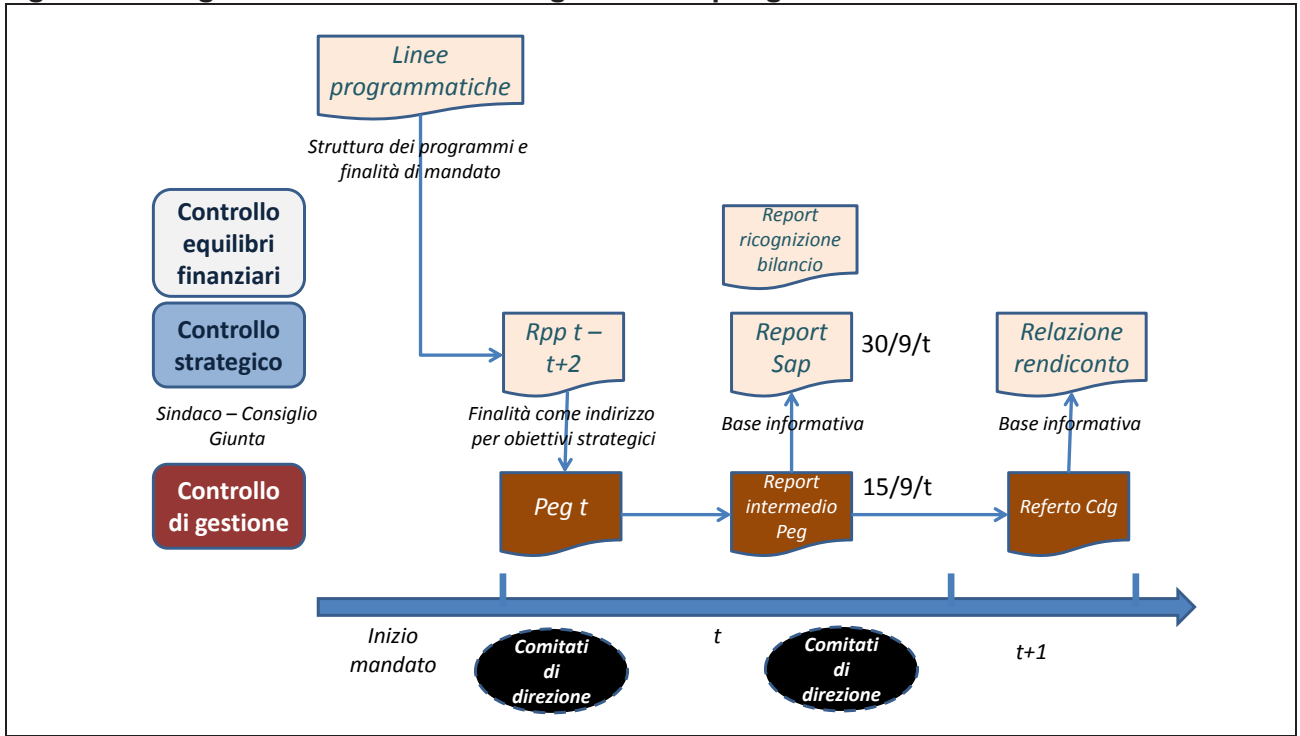 Linee
programmatiche
Struttura dei programmi e
finalità di mandato
Controllo
equilibri
finanziari
Report
ricognizione
bilancio
Controllo
strategico
Rpp t –
t+2
Report
Sap
30/9/t
Relazione
rendiconto
Sindaco – Consiglio
Giunta
Finalità come indirizzo
per obiettivi strategici
Base informativa
Base informativa
Controllo
di gestione
Peg t
Report
intermedio
Peg
15/9/t
Referto Cdg
Inizio
mandato
Comitati
di
direzione
t
Comitati
di
direzione
t+1